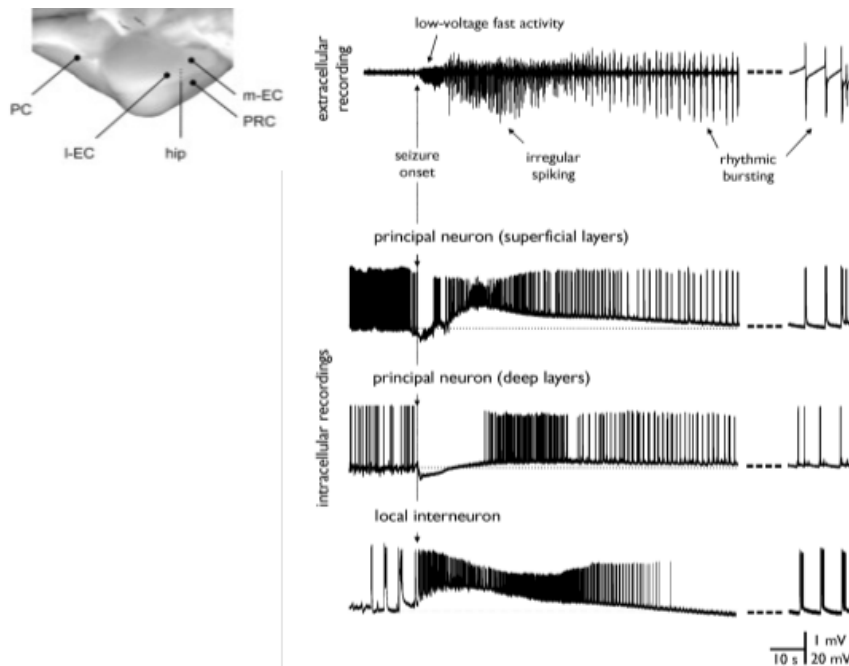 PC
l-EC
hip
m-EC
PRC
extracellular
recording
low-voltage fast activity
seizure
onset
irregular
spiking
rhythmic
bursting
intracellular recordings
principal neuron (superficial layers)
principal neuron (deep layers)
local interneuron
10 s
1 mV
20 mV